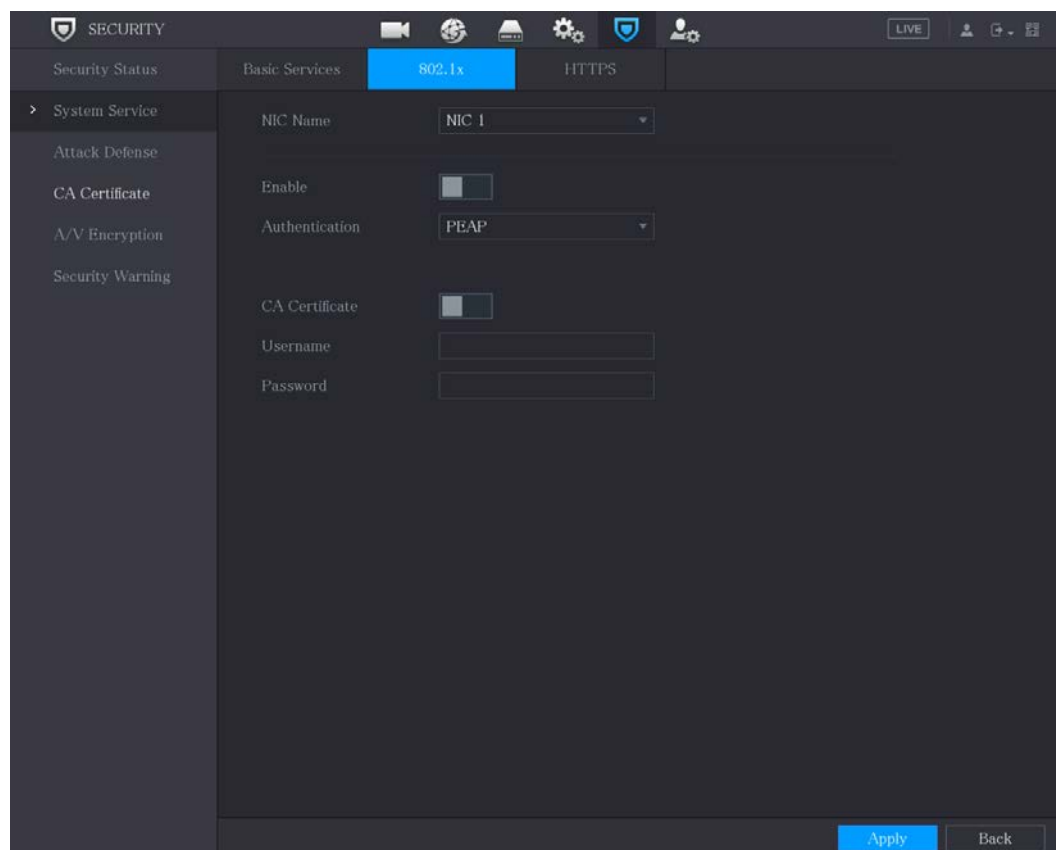 SECURITY
LIVE
Security Status
Basic Services
802.1x
HTTPS
System Service
Attack Defense
CA Certificate
A/V Encryption
Security Warning
NIC Name
NIC 1
Enable
Authentication
PEAP
CA Certificate
Username
Password
Apply
Back